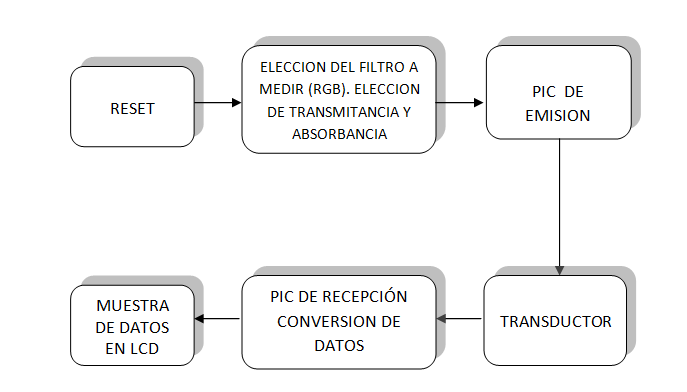 RESET
ELECCION DEL FILTRO A
MEDIR (RGB). ELECCION
DE TRANSMITANCIA Y
ABSORBANCIA
PIC DE
EMISION
TRANSDUCTOR
PIC DE RECEPCIÓN
CONVERSION DE
DATOS
MUESTRA
DE DATOS
EN LCD